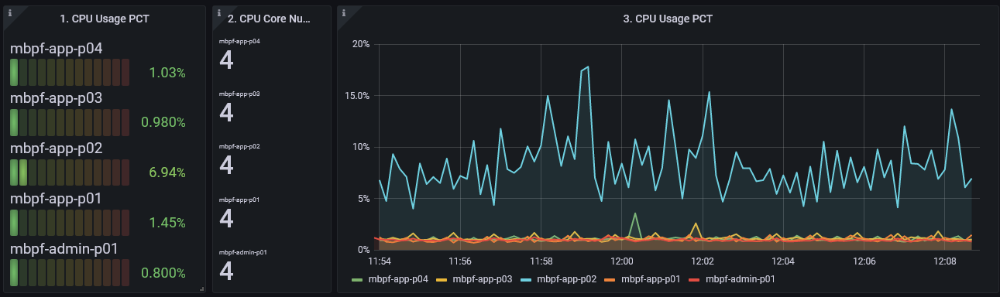 1. CPU Usage PCT
mbpf-app-p04
1.03%
mbpf-app-p03
0.980%
mbpf-app-p02
6.94%
mbpf-app-p01
1.45%
mbpf-admin-p01
0.800%
2. CPU Core Nu...
mbpf-app-p04
4
mbpf-app-p03
4
mbpf-app-p02
4
mbpf-app-p01
4
mbpf-admin-p01
4
3. CPU Usage PCT
20%
15.0%
10%
5%
0%
11:54 11:56 11:58 12:00 12:02 12:04 12:06 12:08
mbpf-app-p04 mbpf-app-p03 mbpf-app-p02 mbpf-app-p01 mbpf-admin-p01